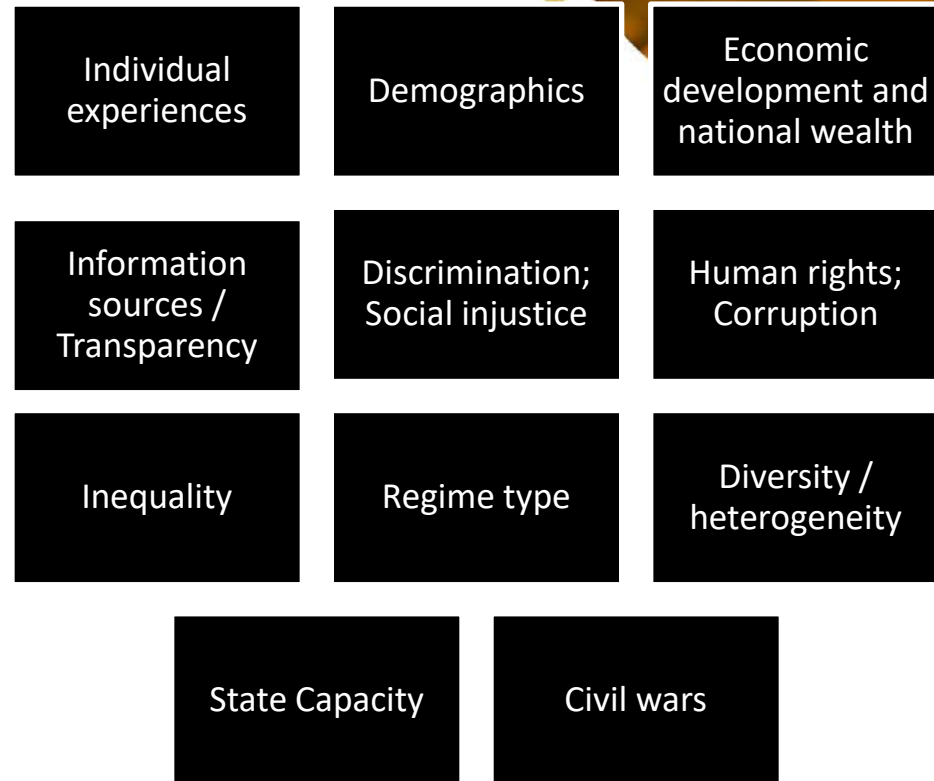 Individual
experiences
Demographics
Economic
development and
national wealth
Information
sources /
Transparency
Discrimination;
Social injustice
Human rights;
Corruption
Inequality
Regime type
Diversity /
heterogeneity
State Capacity
Civil wars